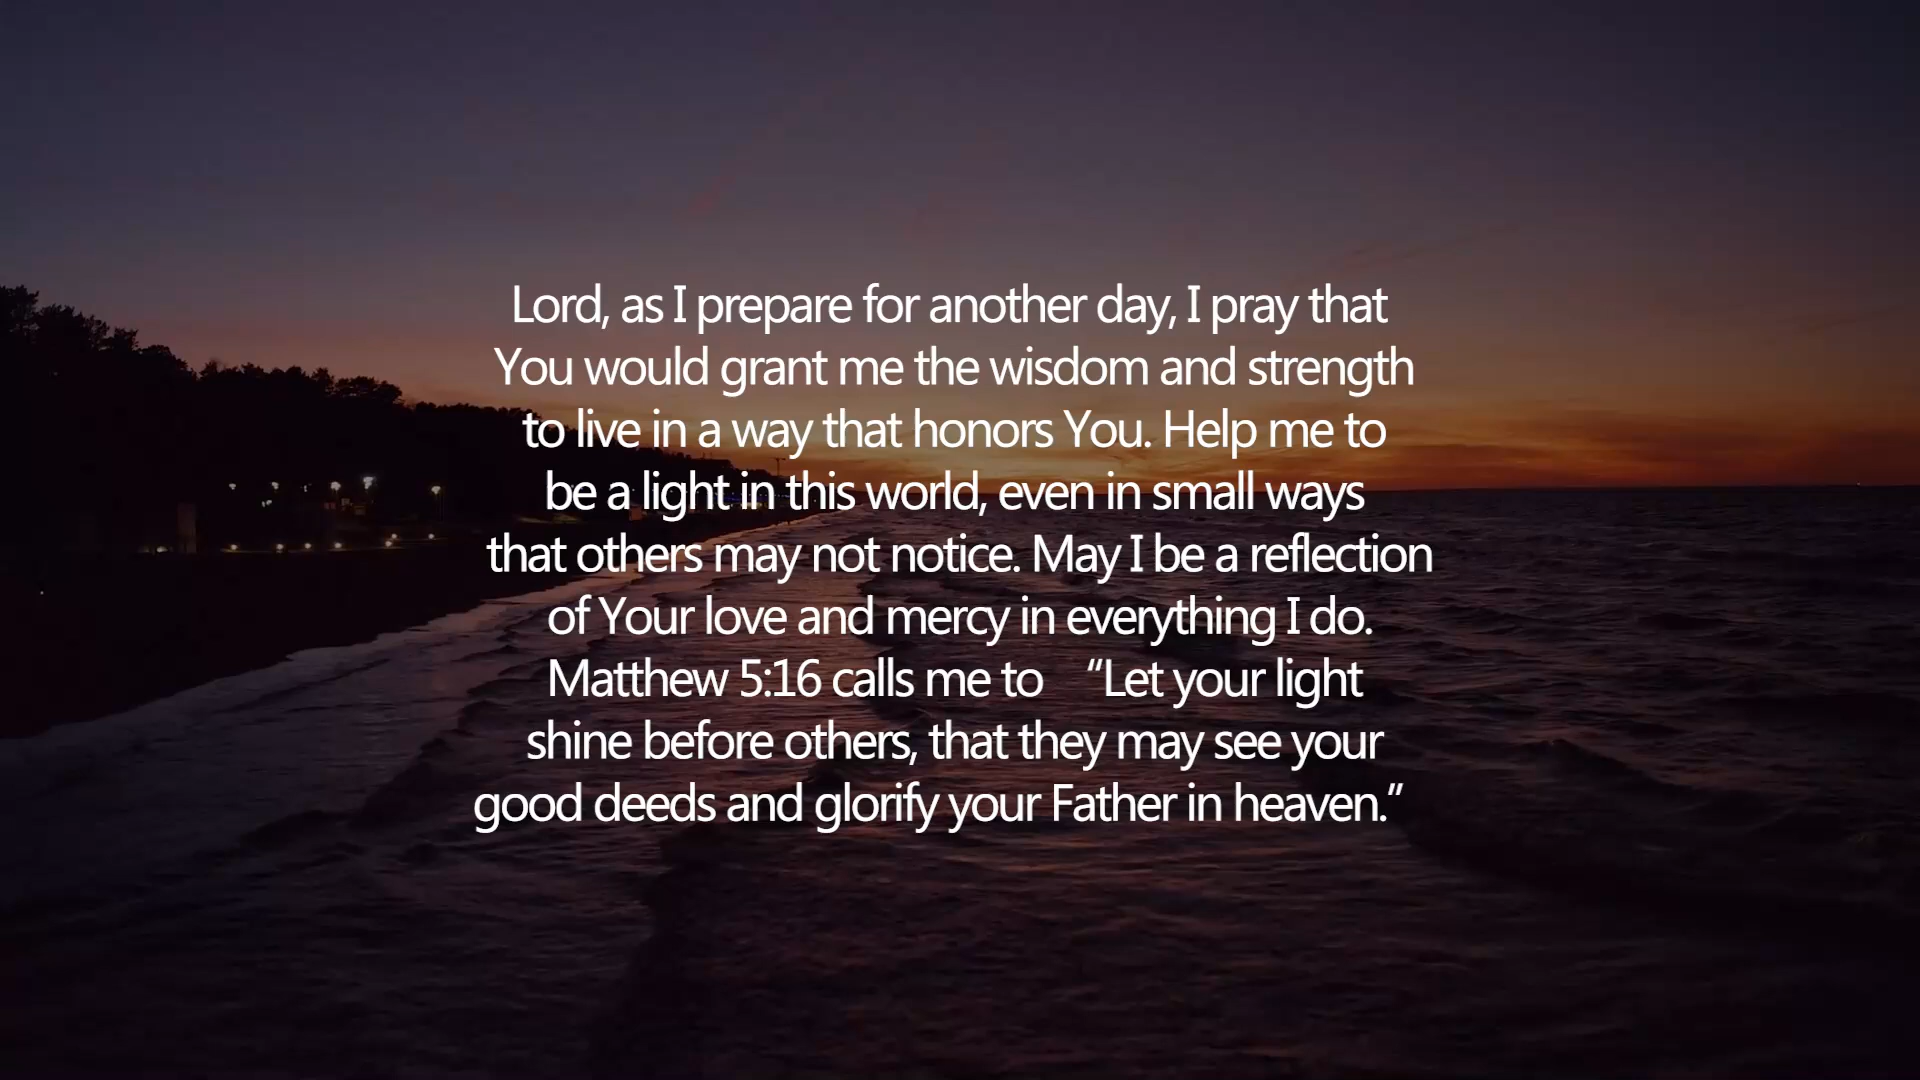 Lord, as I prepare for another day, I pray that
You would grant me the wisdom and strength
to live in a way that honors You. Help me to
be a light in this world, even in small ways
that others may not notice. May I be a reflection
of Your love and mercy in everything I do.
Matthew 5:16 calls me to “Let your light
shine before others, that they may see your
good deeds and glorify your Father in heaven.”